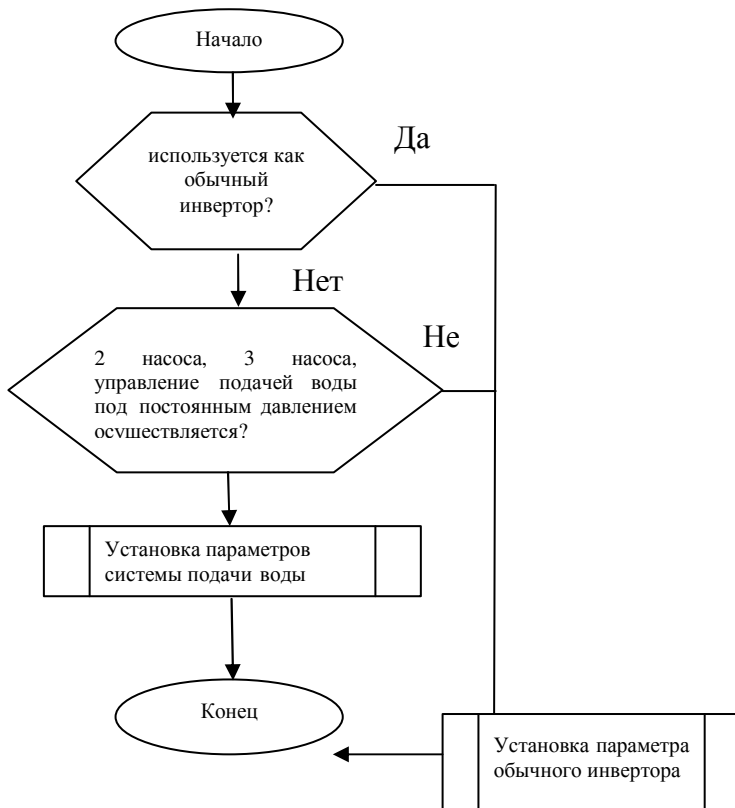 Начало
Да
используется как
обычный
инвертор?
Нет
Не
2 насоса, 3 насоса,
управление подачей воды
под постоянным давлением
осуществляется?
Установка параметров
системы подачи воды
Конец
Установка параметра
обычного инвертора